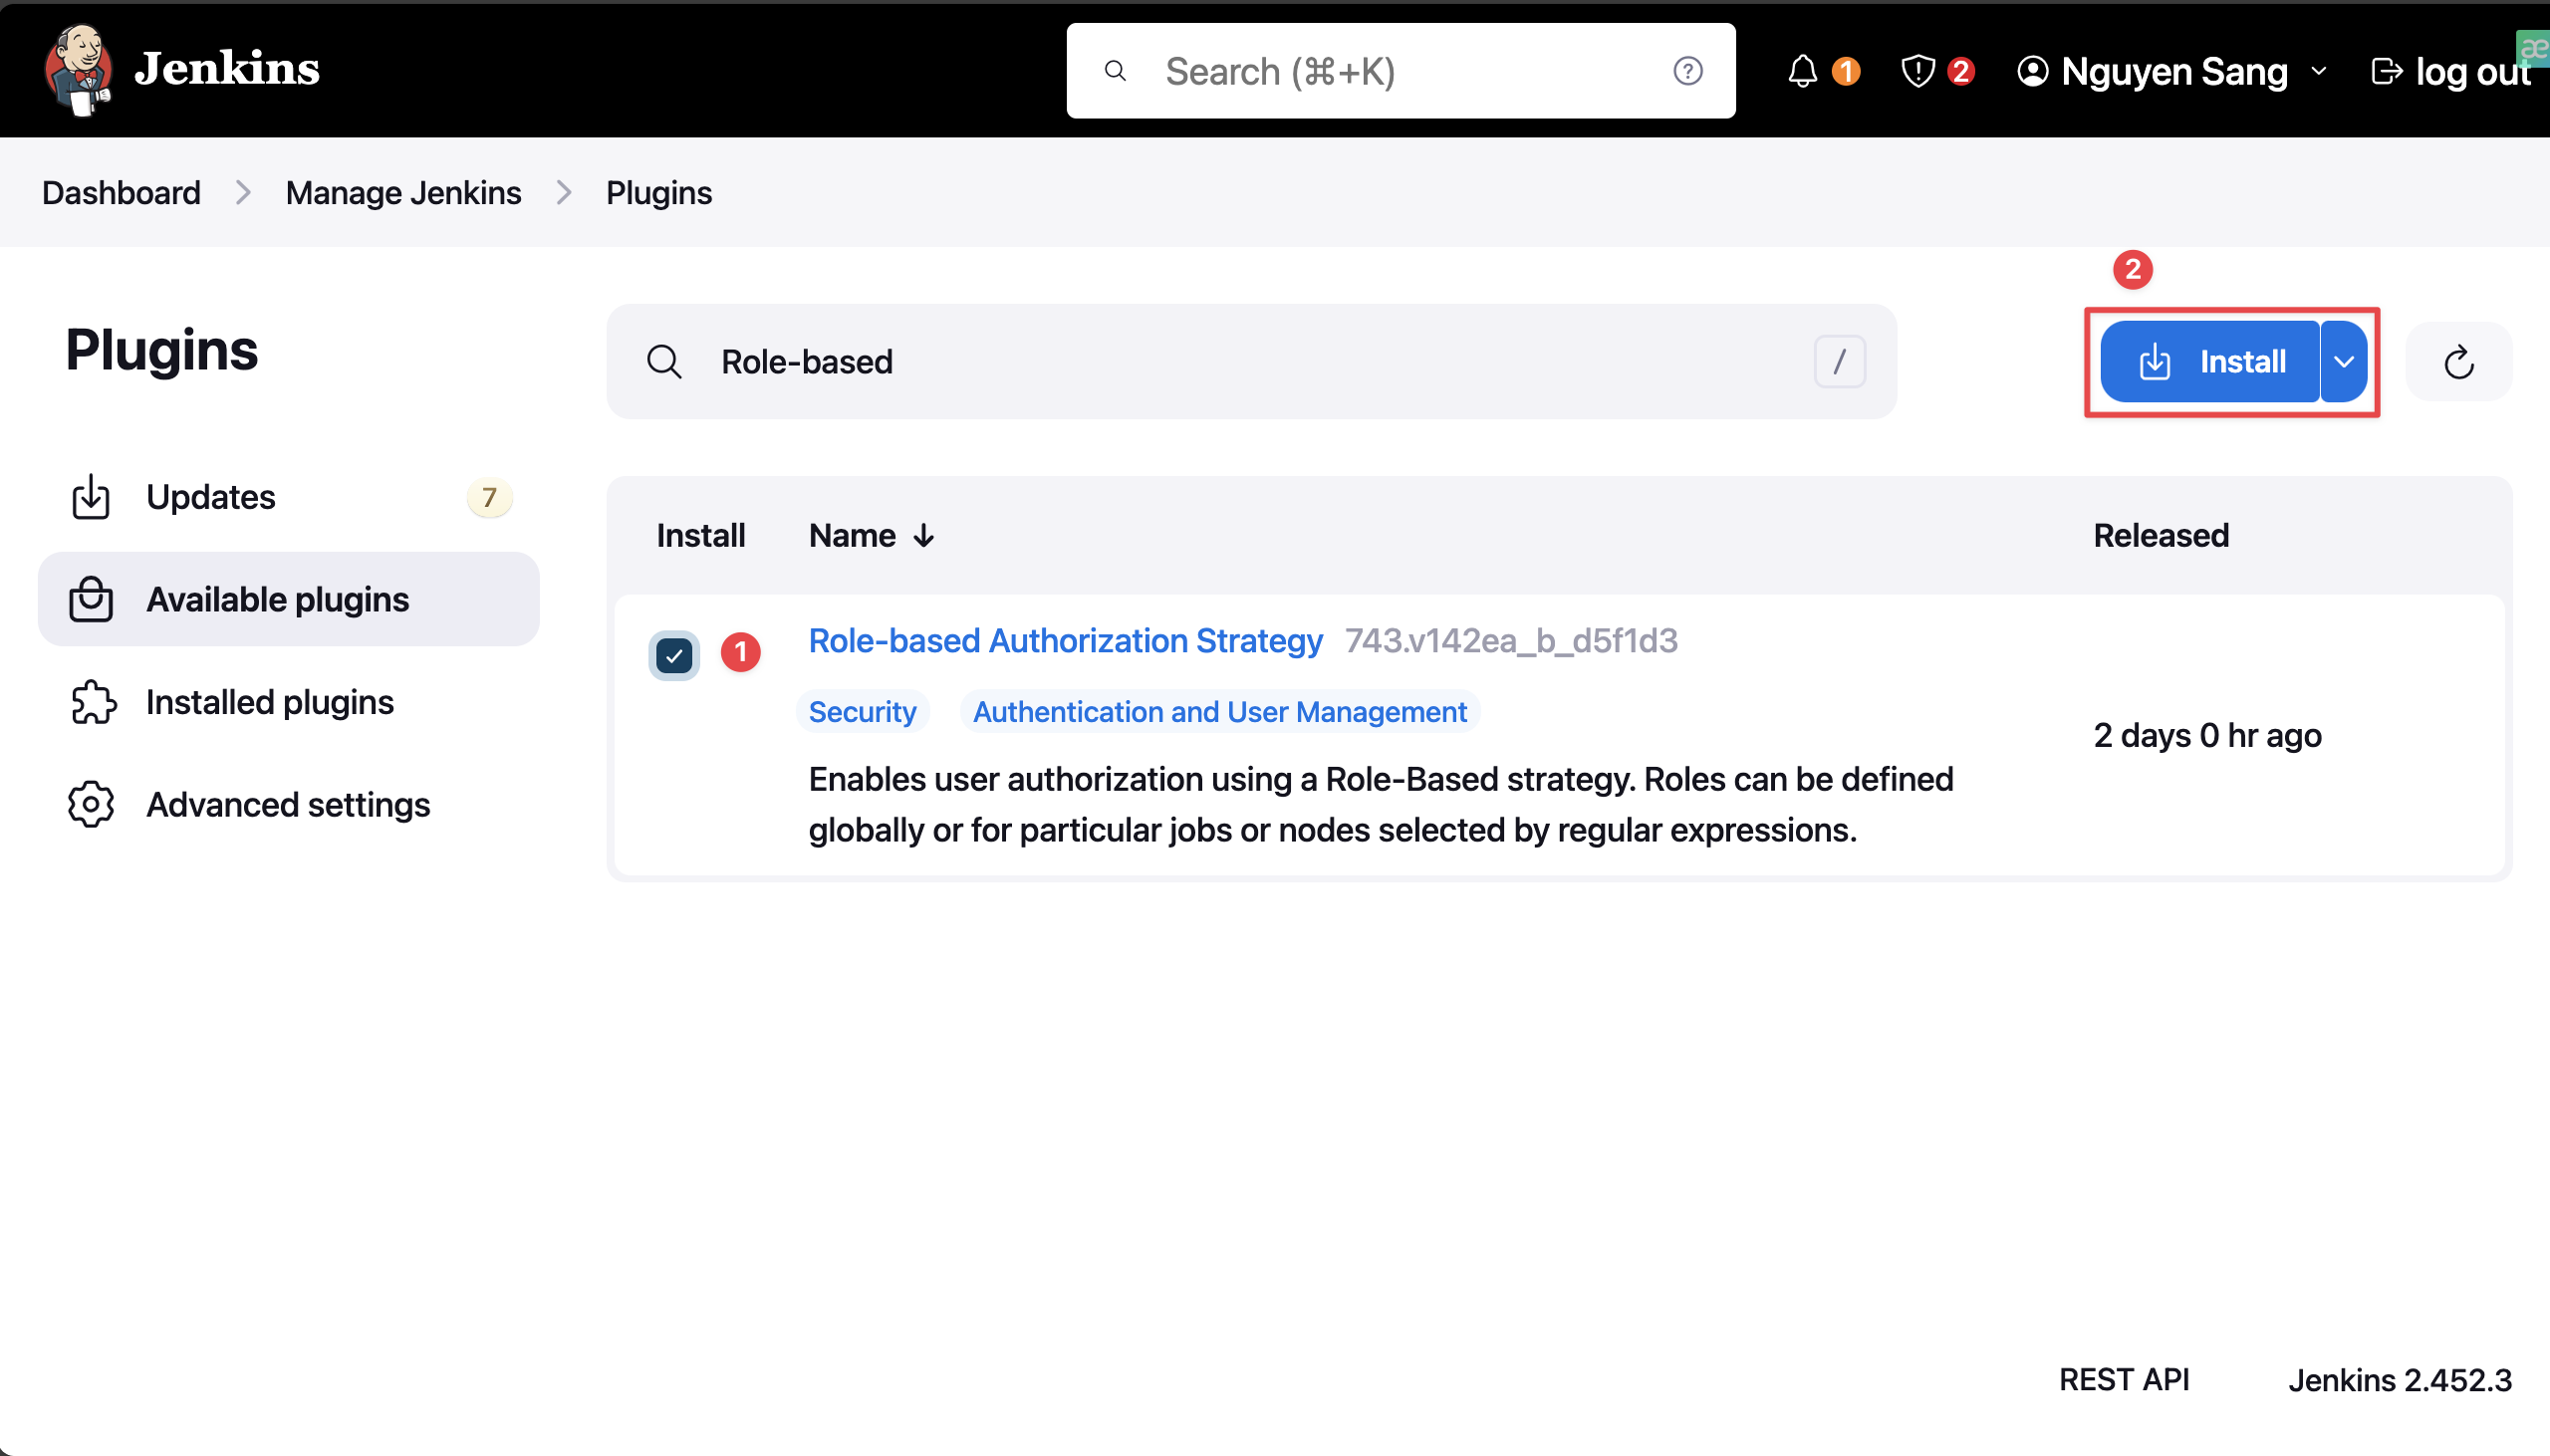 Jenkins
Search (⌘+K)
1
2
Nguyen Sang
log out
æ
Dashboard
Manage Jenkins
Plugins
2
Plugins
Role-based
/
Install
Updates
7
Available plugins
Installed plugins
Advanced settings
Install
Name
Released
1
Role-based Authorization Strategy 743.v142ea_b_d5f1d3
Security
Authentication and User Management
Enables user authorization using a Role-Based strategy. Roles can be defined
globally or for particular jobs or nodes selected by regular expressions.
2 days 0 hr ago
REST API
Jenkins 2.452.3